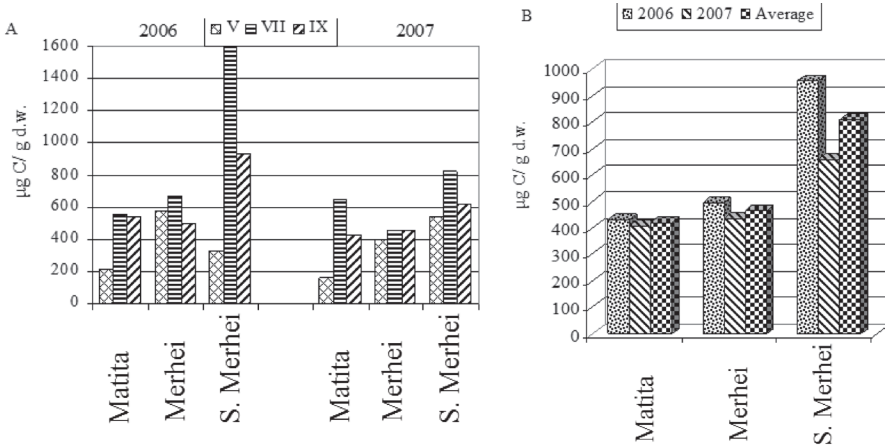 A
2006 V VII IX 2007
µg C/ g d.w.
1600
1400
1200
1000
800
600
400
200
0
Matita
Merhei
S. Merhei
Matita
Merhei
S. Merhei
B
2006 2007 Average
µg C/ g d.w.
1000
900
800
700
600
500
400
300
200
100
0
Matita
Merhei
S. Merhei